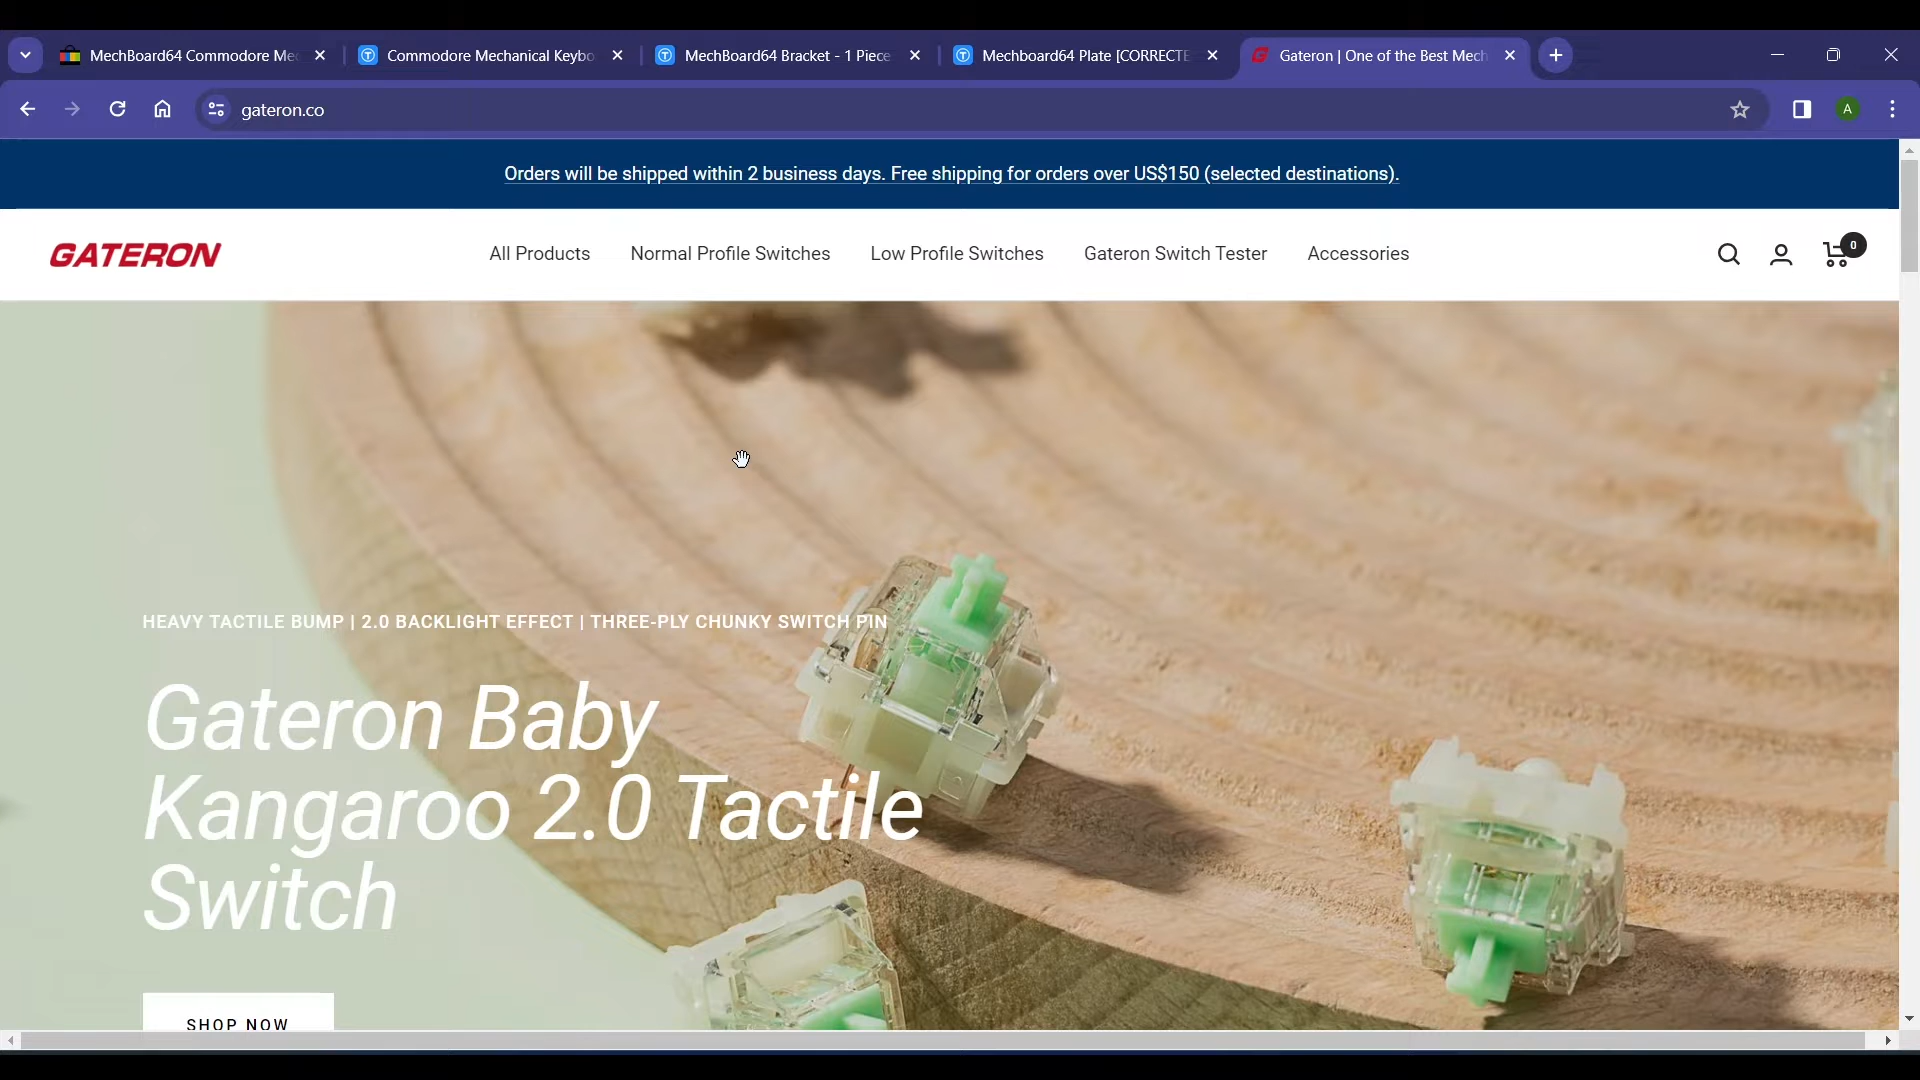 MechBoard64 Commodore Me
Commodore Mechanical Keybo
MechBoard64 Bracket - 1 Piece
Mechboard64 Plate [CORRECTE
Gateron | One of the Best Mech
gateron.co
A
Orders will be shipped within 2 business days. Free shipping for orders over US$150 (selected destinations).
GATERON
All Products
Normal Profile Switches
Low Profile Switches
Gateron Switch Tester
Accessories
0
HEAVY TACTILE BUMP | 2.0 BACKLIGHT EFFECT | THREE-PLY CHUNKY SWITCH PIN
Gateron Baby
Kangaroo 2.0 Tactile
Switch
SHOP NOW